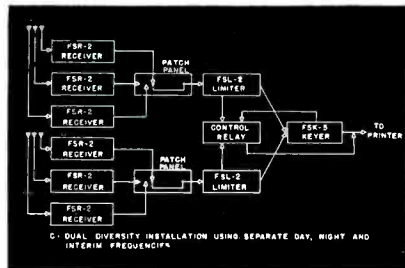 FSR-2
RECEIVER
FSR-2
RECEIVER
FSR-2
RECEIVER
PATCH
PANEL
FSL-2
LIMITER
CONTROL
RELAY
FSK-5
KEYER
TO
PRINTER
FSR-2
RECEIVER
FSR-2
RECEIVER
FSR-2
RECEIVER
PATCH
PANEL
FSL-2
LIMITER
C. DUAL DIVERSITY INSTALLATION USING SEPARATE DAY, NIGHT AND
INTERIM FREQUENCIES